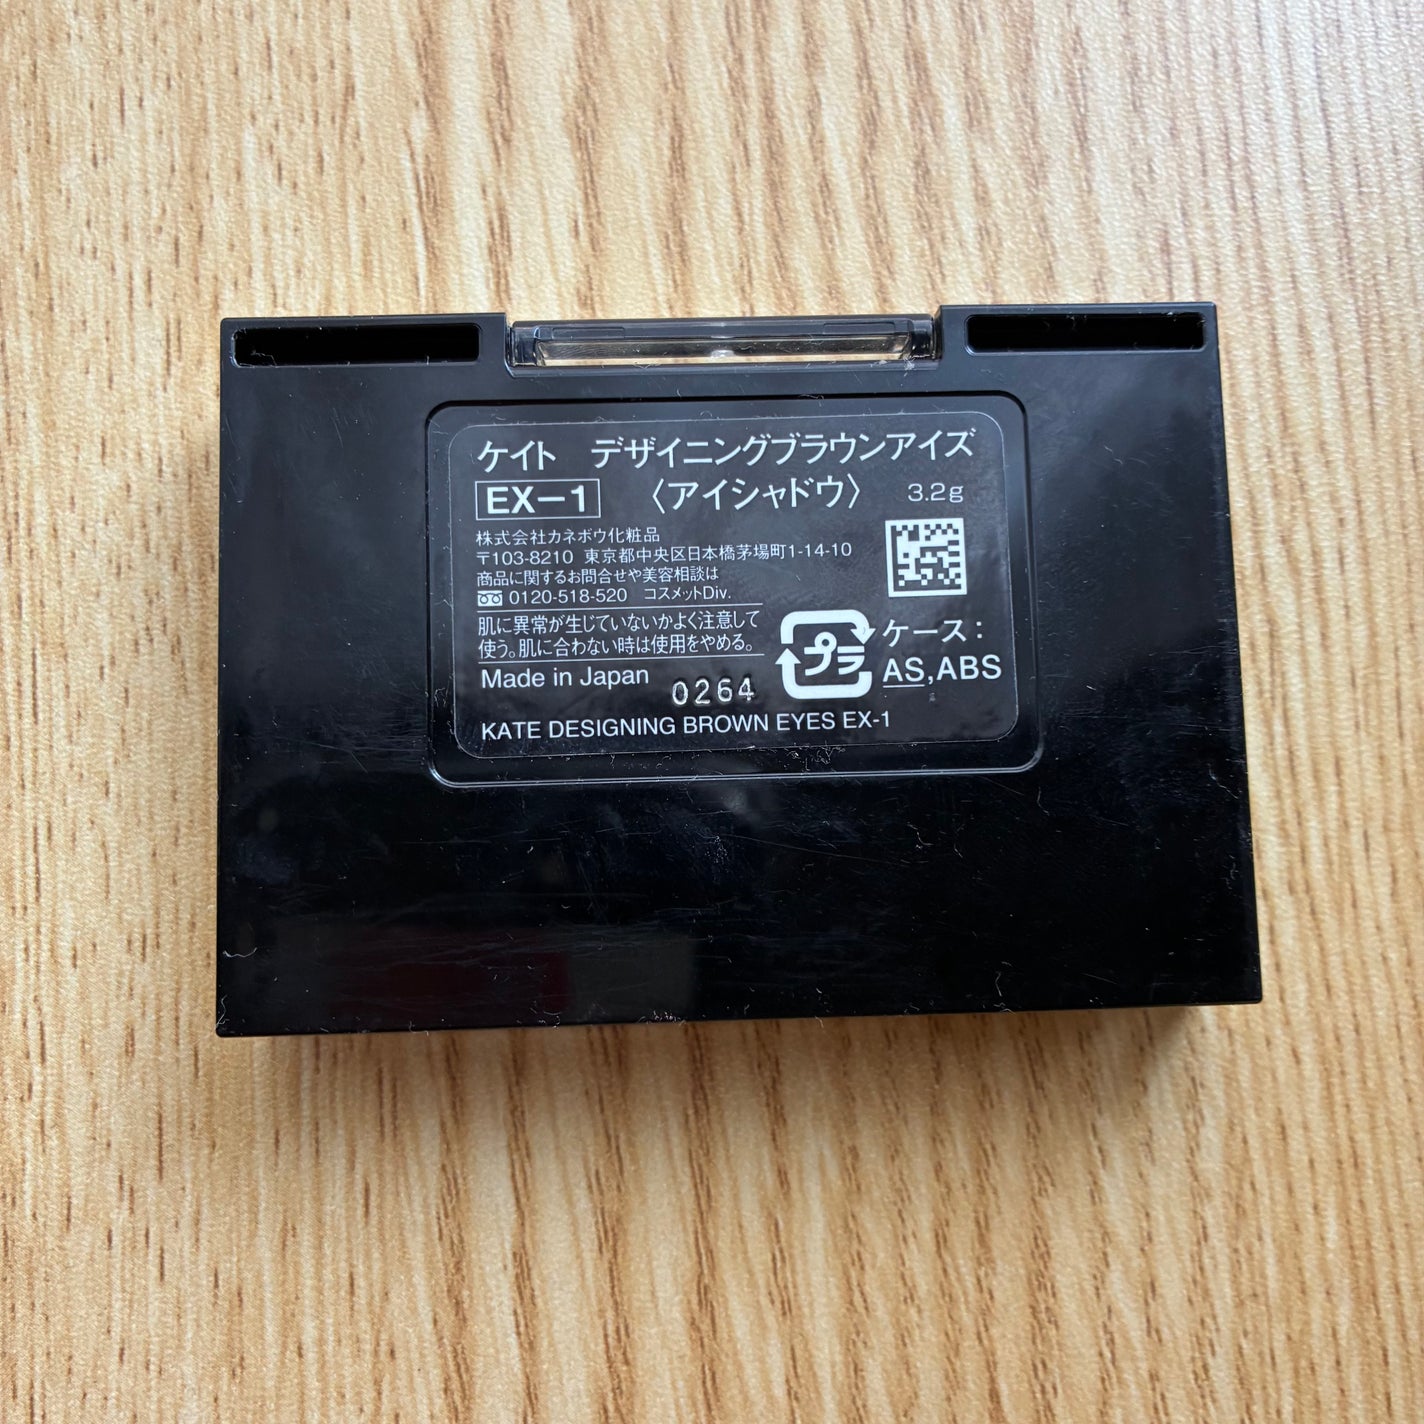 ケイト デザイニングブラウンアイズ
EX-1 〈アイシャドウ〉 3.2g
株式会社カネボウ化粧品
〒103-8210 東京都中央区日本橋茅場町1-14-10
商品に関するお問合せや美容相談は
0120-518-520 コスメットDiv.
肌に異常が生じていないかよく注意して
使う。肌に合わない時は使用をやめる。
プラ ケース:
AS,ABS
Made in Japan 0264
KATE DESIGNING BROWN EYES EX-1